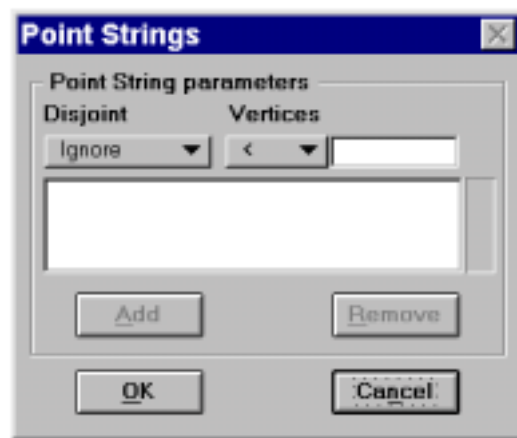 Point Strings
Point String parameters
Disjoint Vertices
Ignore <
Add Remove
OK Cancel